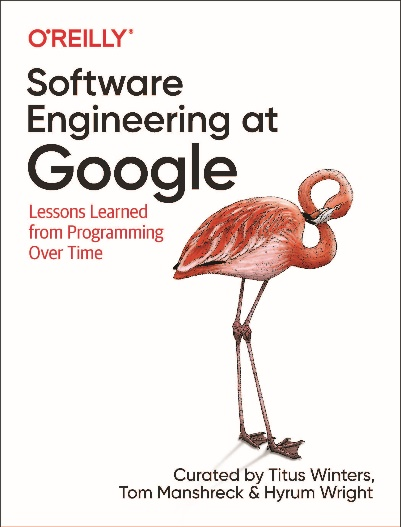 O'REILLY®
Software
Engineering at
Google
Lessons Learned
from Programming
Over Time
Curated by Titus Winters,
Tom Manshreck & Hyrum Wright